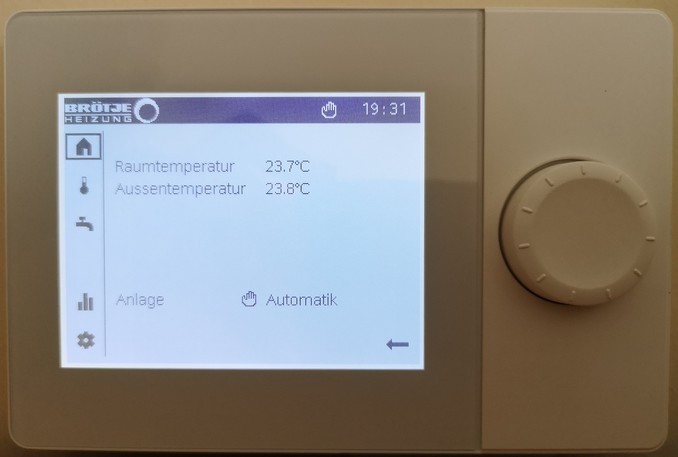 BRÖTJE
HEIZUNG
19:31
Raumtemperatur 23.7°C
Aussentemperatur 23.8°C
Anlage Automatik